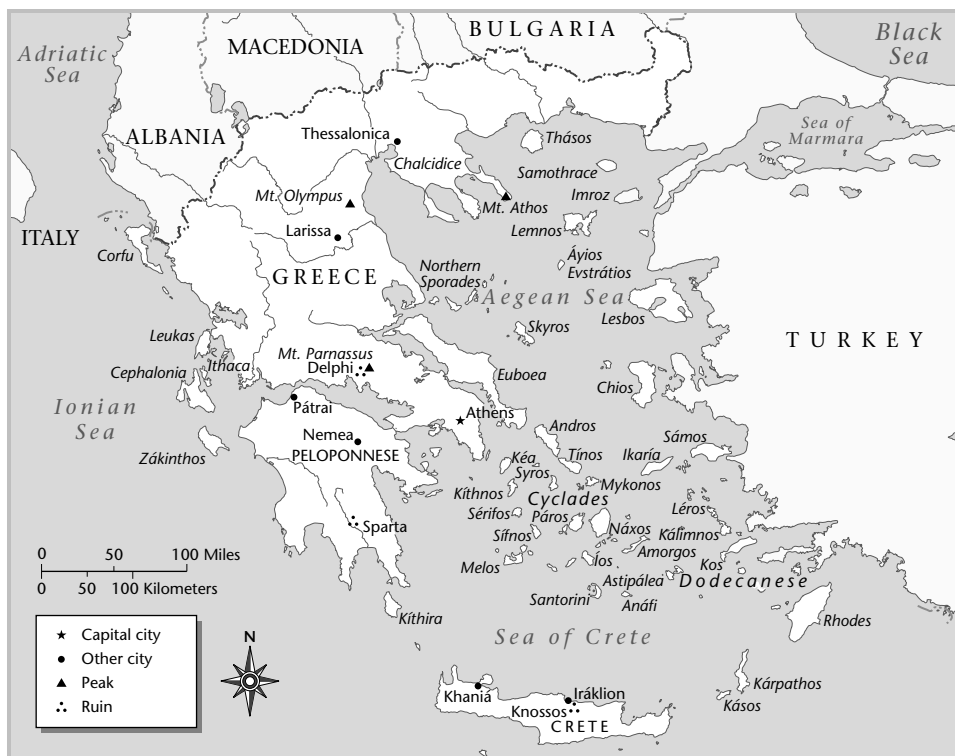 Adriatic
Sea
MACEDONIA
BULGARIA
Black
Sea
ALBANIA
Thessalonica
Thásos
Sea of
Marmara
Chalcidice
Samothrace
Mt. Olympus
Imroz
Mt. Athos
ITALY
Larissa
Lemnos
Corfu
GREECE
Northern
Sporades
Áyios
Evstrátios
Aegean Sea
Lesbos
Skyros
TURKEY
Leukas
Mt. Parnassus
Ithaca
Delphi
Cephalonia
Euboea
Chios
Ionian
Sea
Pátrai
Athens
Andros
Nemea
PELOPONNESE
Zákinthos
Sámos
Kéa
Tínos
Ikaría
Syros
Mykonos
Kíthnos
Cyclades
Sérifos
Páros
Léros
Sparta
Sífnos
Náxos
Kálimnos
Amorgos
0 50 100 Miles
0 50 100 Kilometers
Melos
Íos
Kos
Astipálea
Dodecanese
Santorini
Anáfi
Kíthira
Rhodes
Sea of Crete
Capital city
Other city
Peak
Ruin
N
Khaniá
Iráklion
Knossos
CRETE
Kárpathos
Kásos